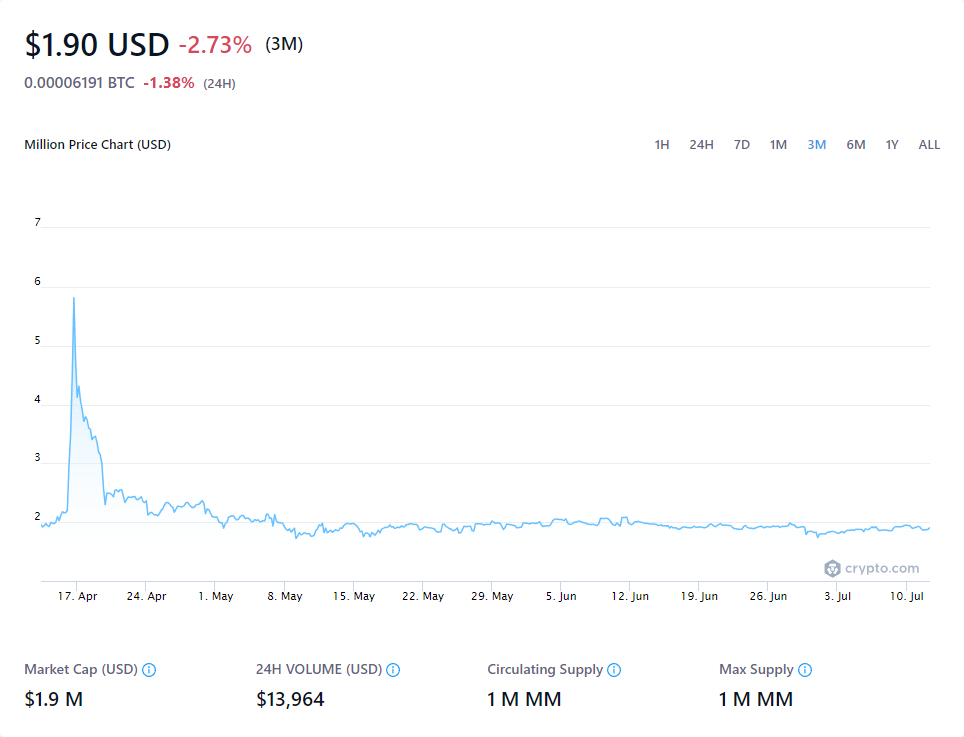 $1.90 USD -2.73% (3M)
0.00006191 BTC -1.38% (24H)
Million Price Chart (USD)
1H 24H 7D 1M 3M 6M 1Y ALL
7
6
5
4
3
2
crypto.com
17. Apr 24. Apr 1. May 8. May 15. May 22. May 29. May 5. Jun 12. Jun 19. Jun 26. Jun 3. Jul 10. Jul
Market Cap (USD) 24H VOLUME (USD) Circulating Supply Max Supply
$1.9 M $13,964 1 M MM 1 M MM